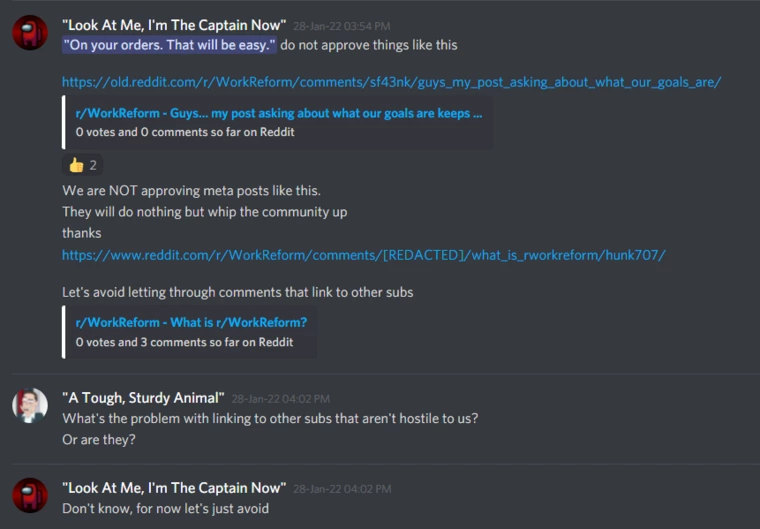 "Look At Me, I'm The Captain Now" 28-Jan-22 03:54 PM
"On your orders. That will be easy." do not approve things like this
https://old.reddit.com/r/WorkReform/comments/sf43nk/guys_my_post_asking_about_what_our_goals_are/
r/WorkReform - Guys... my post asking about what our goals are keeps ...
0 votes and 0 comments so far on Reddit
👍 2
We are NOT approving meta posts like this.
They will do nothing but whip the community up
thanks
https://www.reddit.com/r/WorkReform/comments/[REDACTED]/what_is_rworkreform/hunk707/
Let's avoid letting through comments that link to other subs
r/WorkReform - What is r/WorkReform?
0 votes and 3 comments so far on Reddit
"A Tough, Sturdy Animal" 28-Jan-22 04:02 PM
What's the problem with linking to other subs that aren't hostile to us?
Or are they?
"Look At Me, I'm The Captain Now" 28-Jan-22 04:02 PM
Don't know, for now let's just avoid